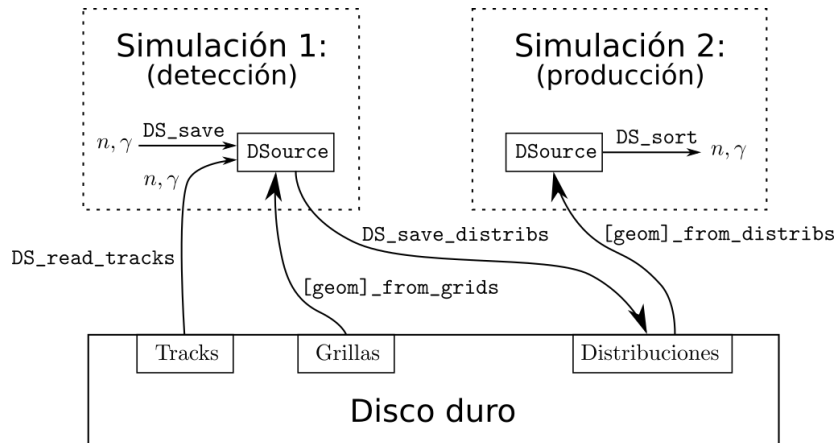 Simulación 1:
(detección)
DS_save
n, γ
DSource
n, γ
Simulación 2:
(producción)
DSource
DS_sort
n, γ
DS_read_tracks
[geom]_from_grids
DS_save_distribs
[geom]_from_distribs
Tracks
Grillas
Distribuciones
Disco duro